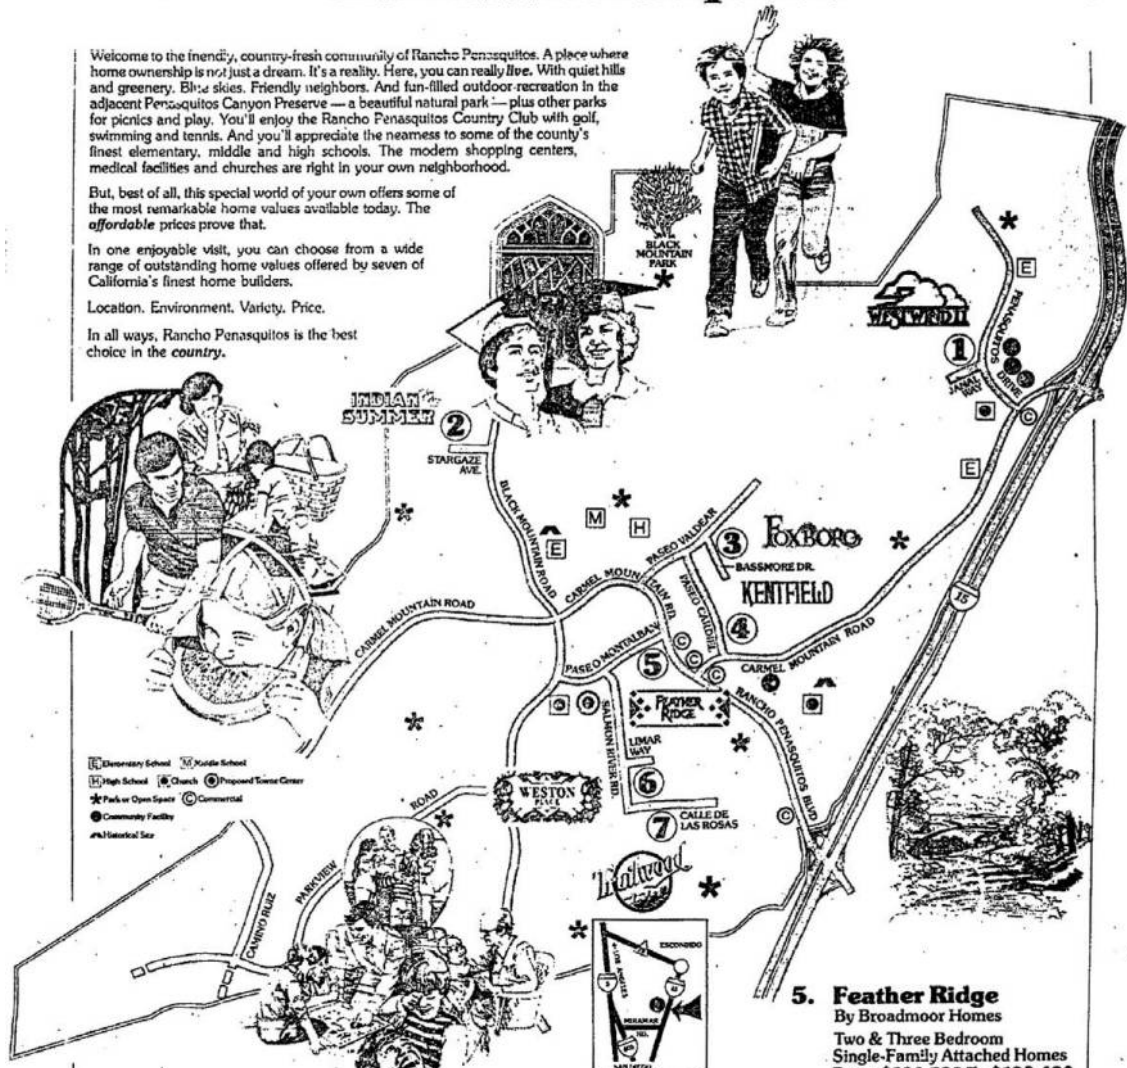 Welcome to the friendly, country-fresh community of Rancho Penasquitos. A place where
home ownership is not just a dream. It's a reality. Here, you can really live. With quiet hills
and greenery. Blue skies. Friendly neighbors. And fun-filled outdoor recreation in the
adjacent Penasquitos Canyon Preserve — a beautiful natural park — plus other parks
for picnics and play. You'll enjoy the Rancho Penasquitos Country Club with golf,
swimming and tennis. And you'll appreciate the nearness to some of the county's
finest elementary, middle and high schools. The modern shopping centers,
medical facilities and churches are right in your own neighborhood.
But, best of all, this special world of your own offers some of
the most remarkable home values available today. The
affordable prices prove that.
In one enjoyable visit, you can choose from a wide
range of outstanding home values offered by seven of
California's finest home builders.
Location. Environment. Variety. Price.
In all ways, Rancho Penasquitos is the best
choice in the country.
BLACK
MOUNTAIN
PARK
E
WESTWIND II
1
PENASQUITOS
DRIVE
JANAL
WAY
C
E
INDIAN
SUMMER
2
STARGAZE
AVE.
BLACK MOUNTAIN ROAD
M
H
E
PASEO VALDEAR
3
FOXBORO
BASSMORE DR.
KENTFIELD
PASEO CARDIEL
4
CARMEL MOUNTAIN RD.
CARMEL MOUNTAIN ROAD
CARMEL MOUNTAIN ROAD
15
PASEO MONTALBAN
5
C
C
C
FEATHER
RIDGE
RANCHO PENASQUITOS BLVD
SALMON RIVER RD.
LIMAR
WAY
6
7
CALLE DE
LAS ROSAS
C
WESTON
PLACE
E Elementary School M Middle School
H High School Church Proposed Towne Center
Park or Open Space C Commercial
Community Facility
Historical Site
PARKVIEW ROAD
CAMINO RUIZ
ESCONDIDO
LOS ANGELES
5
15
MIRAMAR
RD.
805
5. Feather Ridge
By Broadmoor Homes
Two & Three Bedroom
Single-Family Attached Homes